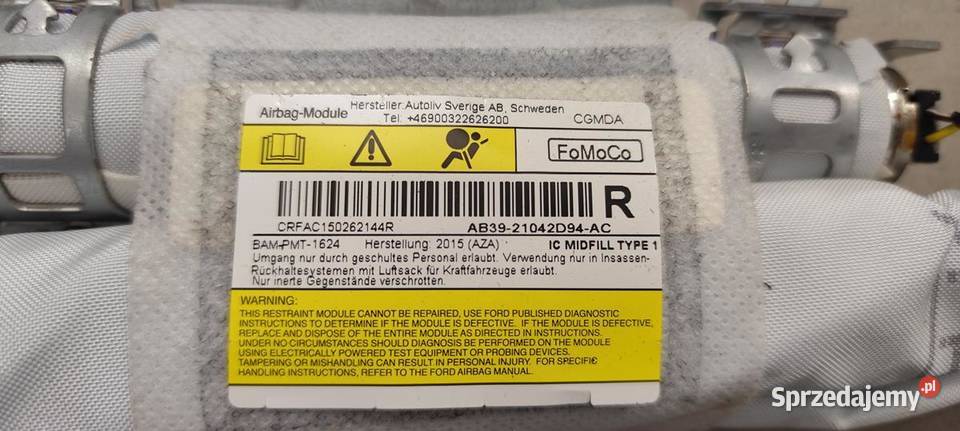 Airbag-Module Hersteller:Autoliv Sverige AB, Schweden
Tel: +46900322626200 CGMDA
FoMoCo
R
CRFAC150262144R AB39-21042D94-AC
BAM-PMT-1624 Herstellung: 2015 (AZA) IC MIDFILL TYPE 1
Umgang nur durch geschultes Personal erlaubt. Verwendung nur in Insassen-
Rückhaltesystemen mit Luftsack für Kraftfahrzeuge erlaubt.
Nur inerte Gegenstände verschrotten.
WARNING:
THIS RESTRAINT MODULE CANNOT BE REPAIRED, USE FORD PUBLISHED DIAGNOSTIC
INSTRUCTIONS TO DETERMINE IF THE MODULE IS DEFECTIVE. IF THE MODULE IS DEFECTIVE,
REPLACE AND DISPOSE OF THE ENTIRE MODULE AS DIRECTED IN INSTRUCTIONS.
UNDER NO CIRCUMSTANCES SHOULD DIAGNOSIS BE PERFORMED ON THE MODULE
USING ELECTRICALLY POWERED TEST EQUIPMENT OR PROBING DEVICES.
TAMPERING OR MISHANDLING CAN RESULT IN PERSONAL INJURY. FOR SPECIFIC
HANDLING INSTRUCTIONS, REFER TO THE FORD AIRBAG MANUAL.
Sprzedajemy.pl